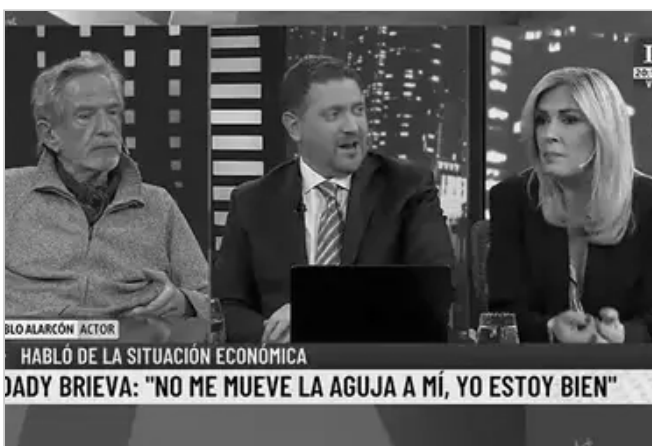 20:
BLO ALARCÓN ACTOR
HABLÓ DE LA SITUACIÓN ECONÓMICA
DADY BRIEVA: "NO ME MUEVE LA AGUJA A MÍ, YO ESTOY BIEN"